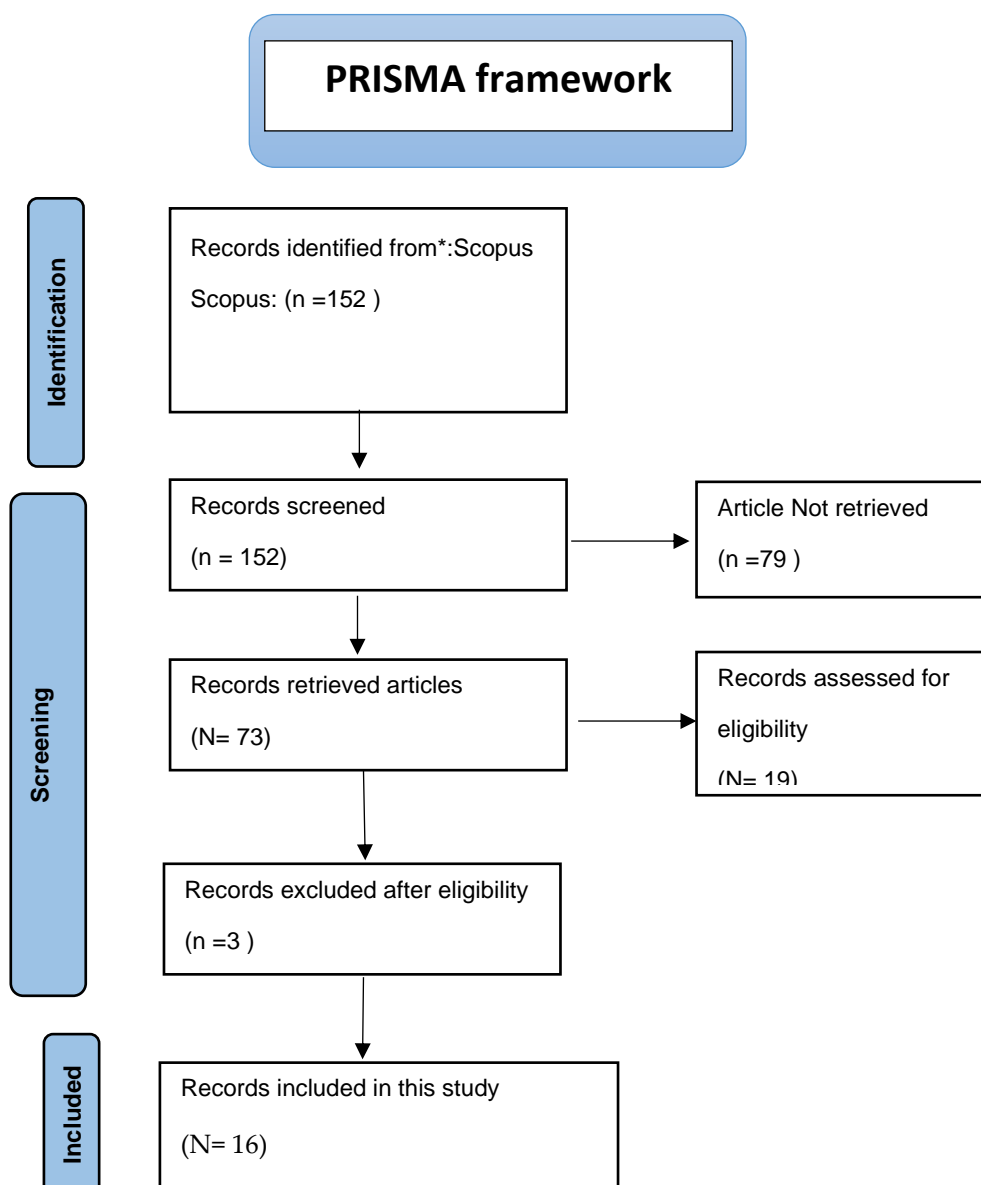 PRISMA framework
Identification
Records identified from*:Scopus
Scopus: (n =152 )
Screening
Records screened
(n = 152)
Article Not retrieved
(n =79 )
Records retrieved articles
(N= 73)
Records assessed for
eligibility
(N= 19)
Records excluded after eligibility
(n =3 )
Included
Records included in this study
(N= 16)